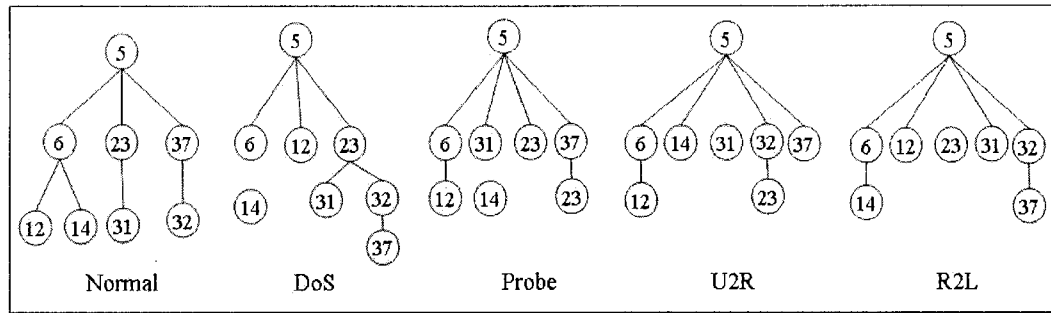 5 5 5 5 5
6 23 37 6 12 23 6 31 23 37 6 14 31 32 37 6 12 23 31 32
12 14 31 32 14 31 32 12 14 23 12 23 14 37
37
Normal DoS Probe U2R R2L